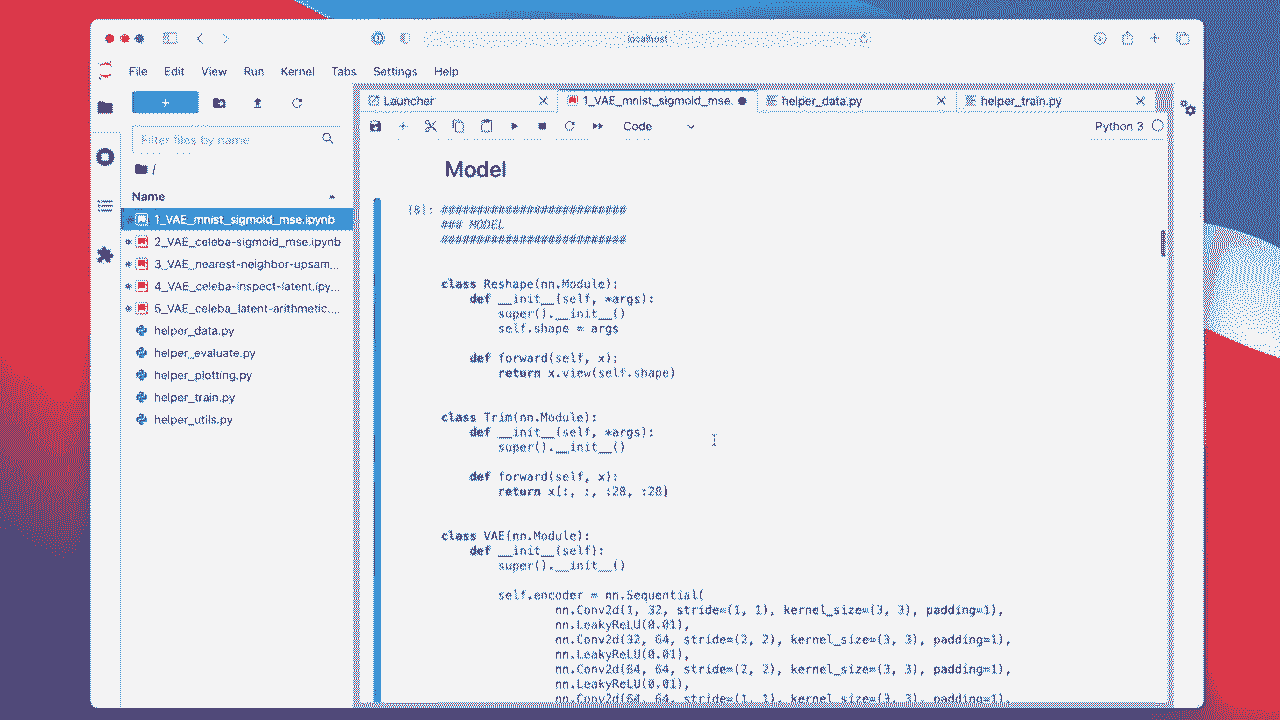 localhost
File Edit View Run Kernel Tabs Settings Help
+
Filter files by name
/
Name
1_VAE_mnist_sigmoid_mse.ipynb
2_VAE_celeba-sigmoid_mse.ipynb
3_VAE_nearest-neighbor-upsam...
4_VAE_celeba-inspect-latent.ipy...
5_VAE_celeba_latent-arithmetic....
helper_data.py
helper_evaluate.py
helper_plotting.py
helper_train.py
helper_utils.py
Launcher 1_VAE_mnist_sigmoid_mse. helper_data.py helper_train.py
Code Python 3
Model
[8]: ##########################
### MODEL
##########################
class Reshape(nn.Module):
def __init__(self, *args):
super().__init__()
self.shape = args
def forward(self, x):
return x.view(self.shape)
class Trim(nn.Module):
def __init__(self, *args):
super().__init__()
def forward(self, x):
return x[:, :, :28, :28]
class VAE(nn.Module):
def __init__(self):
super().__init__()
self.encoder = nn.Sequential(
nn.Conv2d(1, 32, stride=(1, 1), kernel_size=(3, 3), padding=1),
nn.LeakyReLU(0.01),
nn.Conv2d(32, 64, stride=(2, 2), kernel_size=(3, 3), padding=1),
nn.LeakyReLU(0.01),
nn.Conv2d(64, 64, stride=(2, 2), kernel_size=(3, 3), padding=1),
nn.LeakyReLU(0.01),
nn.Conv2d(64, 64, stride=(1, 1), kernel_size=(3, 3), padding=1),